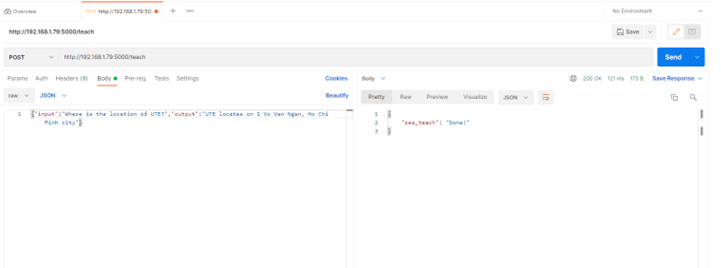 Overview
POST http://192.168.1.79:50
+
No Environment
http://192.168.1.79:5000/teach
Save
POST
http://192.168.1.79:5000/teach
Send
Params Auth Headers (9) Body Pre-req. Tests Settings
Cookies
raw JSON
Beautify
1 {"input":"Where is the location of UTE?","output":"UTE locates on 1 Vo Van Ngan, Ho Chi
Minh city"}
Body
200 OK 121 ms 173 B Save Response
Pretty Raw Preview Visualize JSON
1 {
2 "res_teach": "Done!"
3 }